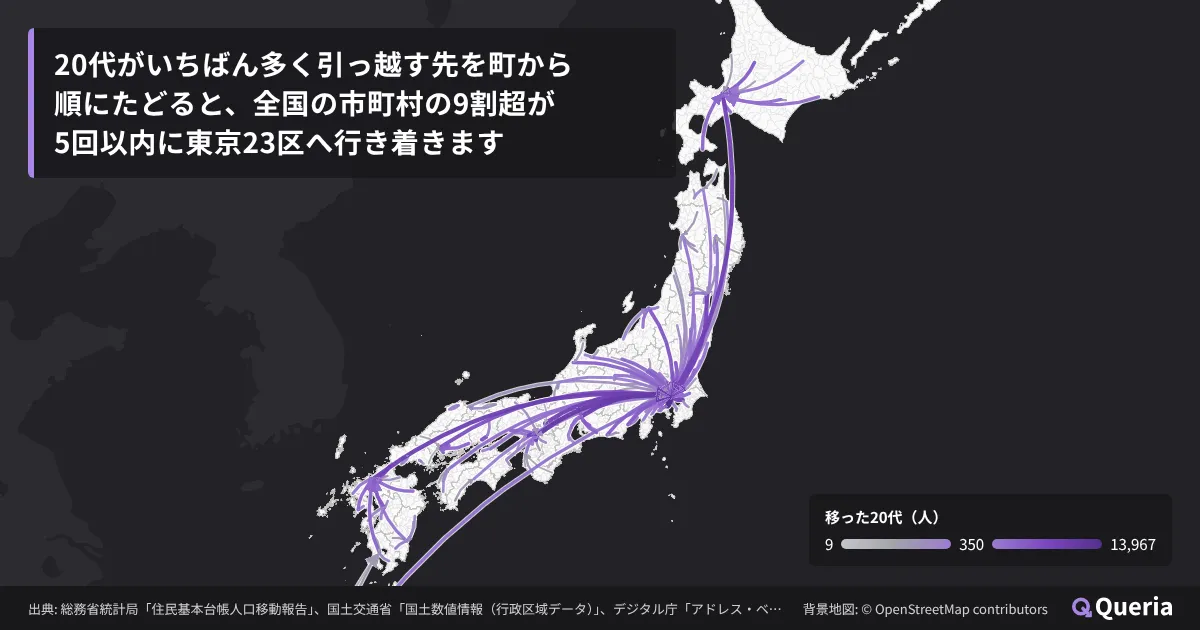 20代がいちばん多く引っ越す先を町から
順にたどると、全国の市町村の9割超が
5回以内に東京23区へ行き着きます
移った20代（人）
9 350 13,967
出典: 総務省統計局「住民基本台帳人口移動報告」、国土交通省「国土数値情報（行政区域データ）」、デジタル庁「アドレス・ベ…
背景地図: © OpenStreetMap contributors
Queria